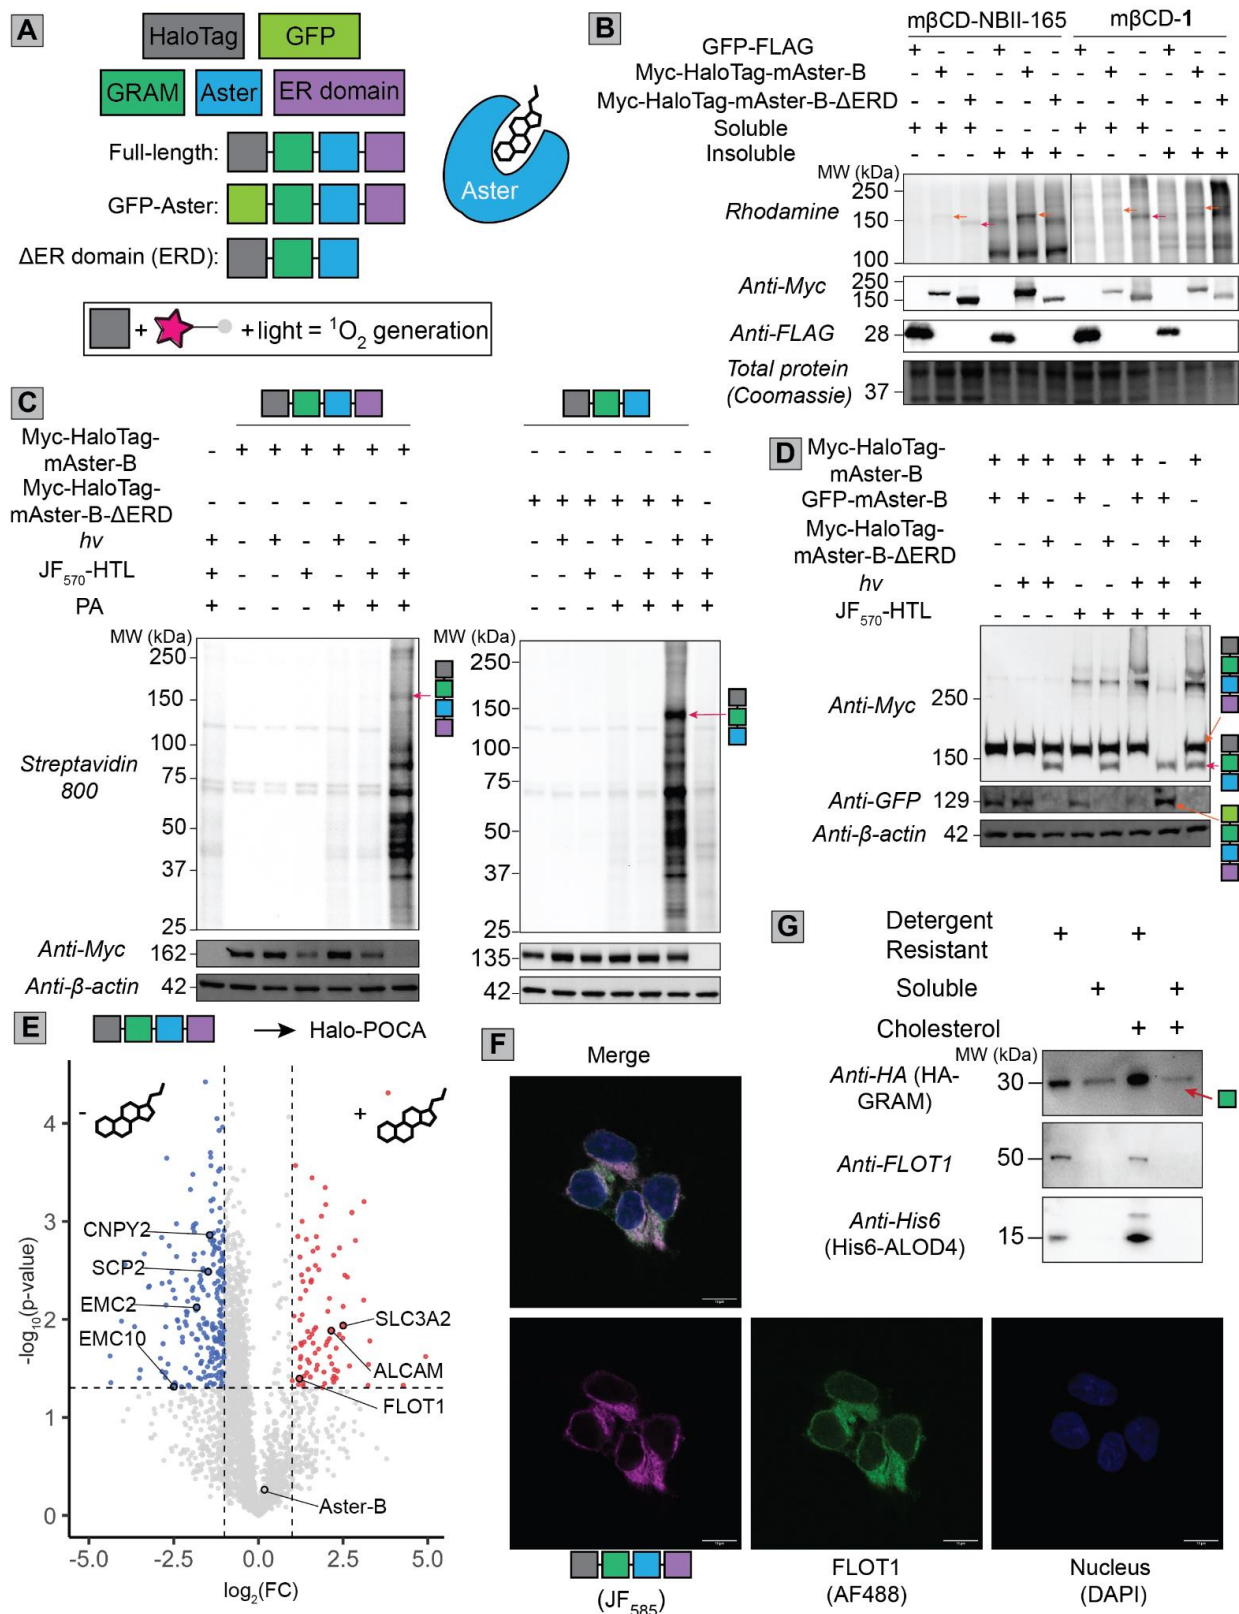 A
HaloTag
GFP
GRAM
Aster
ER domain
Full-length:
GFP-Aster:
ΔER domain (ERD):
Aster
+ + light = ¹O₂ generation
B
mβCD-NBII-165
mβCD-1
GFP-FLAG + - - + - - + - - + - -
Myc-HaloTag-mAster-B - + - - + - - + - - + -
Myc-HaloTag-mAster-B-ΔERD - - + - - + - - + - - +
Soluble + + + - - - + + + - - -
Insoluble - - - + + + - - - + + +
MW (kDa)
250
Rhodamine
150
100
Anti-Myc
250
150
Anti-FLAG
28
Total protein
(Coomassie)
37
C
Myc-HaloTag-
mAster-B
- + + + + + +
- - - - - - -
Myc-HaloTag-
mAster-B-ΔERD
- - - - - - -
+ + + + + + -
hν + - + - + - + - + - - + - + +
JF₅₇₀-HTL + - - + - + + - - + - + + +
PA + - - - + + + - - - + + + +
MW (kDa)
250
150
100
75
50
37
25
Streptavidin
800
250
150
100
75
50
37
25
Anti-Myc
162
135
Anti-β-actin
42
42
D
Myc-HaloTag-
mAster-B
+ + + + + + - +
GFP-mAster-B
+ + - + - + + -
Myc-HaloTag-
mAster-B-ΔERD
- - + - + - + +
hν - + + - - + + +
JF₅₇₀-HTL - - - + + + + +
Anti-Myc
250
150
Anti-GFP
129
Anti-β-actin
42
E
Halo-POCA
-
+
4
3
2
1
0
-log₁₀(p-value)
CNPY2
SCP2
EMC2
EMC10
SLC3A2
ALCAM
FLOT1
Aster-B
-5.0
-2.5
0.0
2.5
5.0
log₂(FC)
F
Merge
(JF₅₈₅)
FLOT1
(AF488)
Nucleus
(DAPI)
G
Detergent
Resistant
+ +
Soluble
+ +
Cholesterol
+ +
MW (kDa)
Anti-HA (HA-
GRAM)
30
Anti-FLOT1
50
Anti-His6
(His6-ALOD4)
15